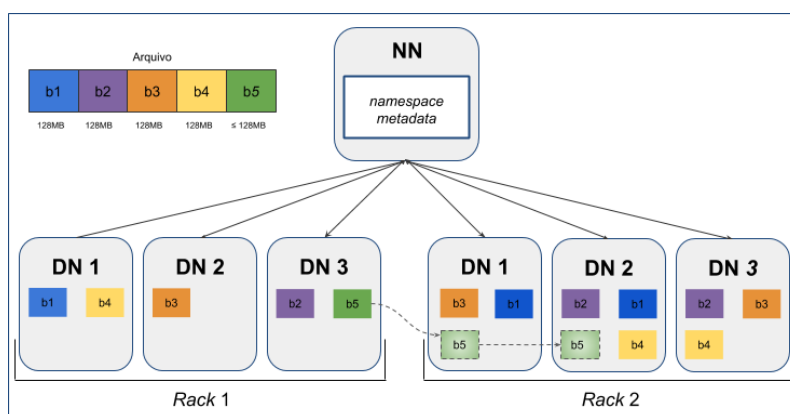 NN
namespace
metadata
Arquivo
b1 b2 b3 b4 b5
128MB 128MB 128MB 128MB ≤ 128MB
DN 1
b1 b4
DN 2
b3
DN 3
b2 b5
Rack 1
DN 1
b3 b1
b5
DN 2
b2 b1
b5 b4
DN 3
b2 b3
b4
Rack 2